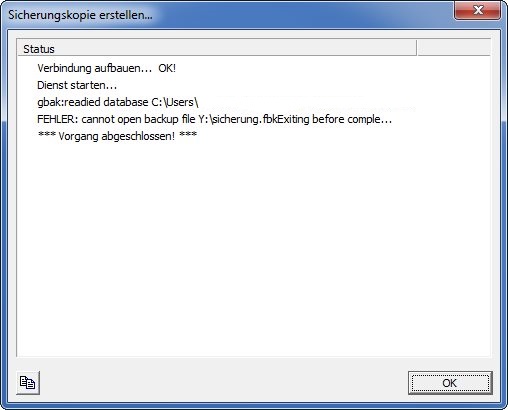 Sicherungskopie erstellen...
Status
Verbindung aufbauen... OK!
Dienst starten...
gbak:readied database C:\Users\
FEHLER: cannot open backup file Y:\sicherung.fbkExiting before comple...
*** Vorgang abgeschlossen! ***
OK